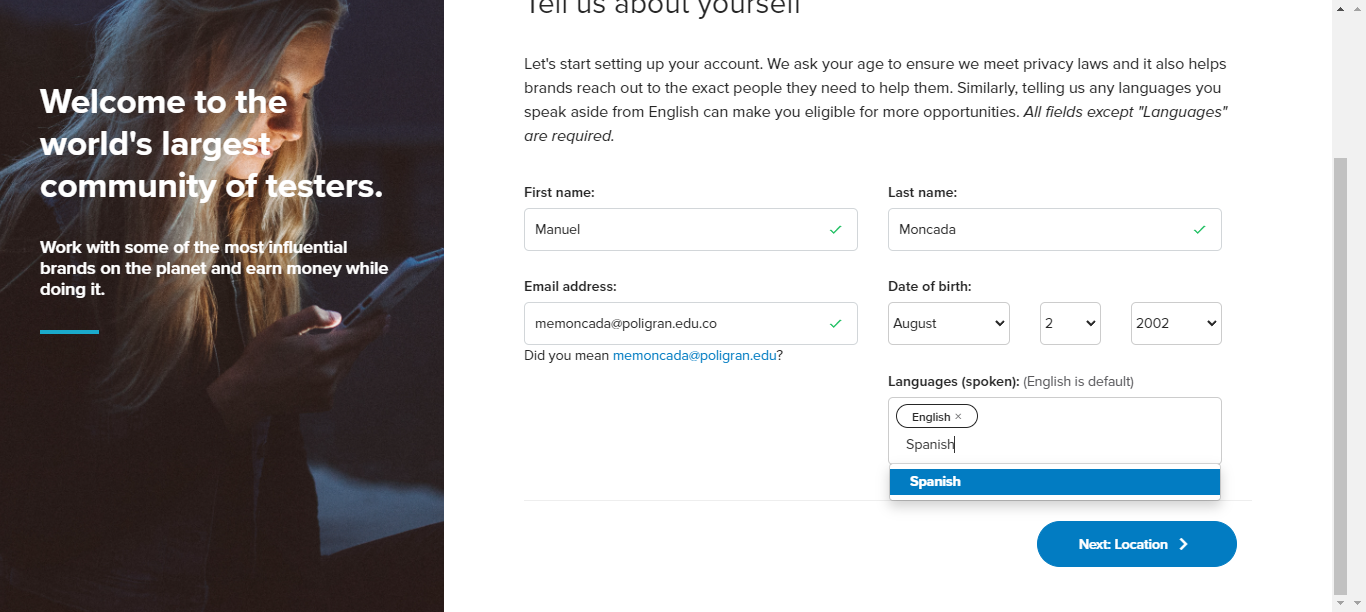 Tell us about yourself
Welcome to the
world's largest
community of testers.
Work with some of the most influential
brands on the planet and earn money while
doing it.
Let's start setting up your account. We ask your age to ensure we meet privacy laws and it also helps
brands reach out to the exact people they need to help them. Similarly, telling us any languages you
speak aside from English can make you eligible for more opportunities. All fields except "Languages"
are required.
First name:
Last name:
Manuel
Moncada
Email address:
Date of birth:
memoncada@poligran.edu.co
August
2
2002
Did you mean memoncada@poligran.edu?
Languages (spoken): (English is default)
English ×
Spanish
Spanish
Next: Location